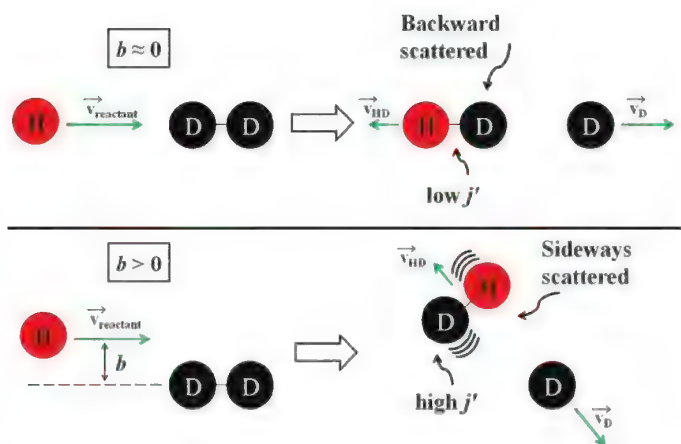 b ≈ 0
Backward
scattered
H
v reactant
D D
v HD
H D
D
v D
low j'
b > 0
Sideways
scattered
v HD
H
H
v reactant
b
D
D D
D
high j'
v D